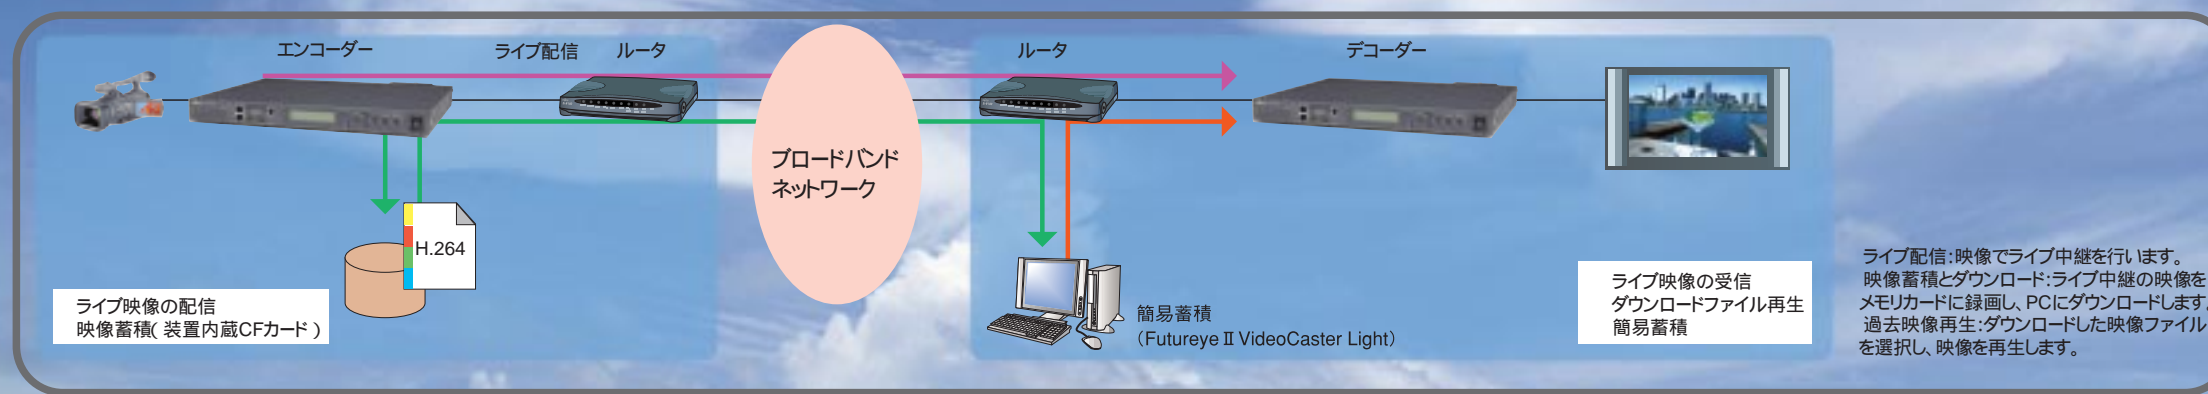 エンコーダー
ライブ配信
ルータ
ルータ
デコーダー
ブロードバンド
ネットワーク
H.264
ライブ映像の配信
映像蓄積(装置内蔵CFカード)
簡易蓄積
(Futureye II VideoCaster Light)
ライブ映像の受信
ダウンロードファイル再生
簡易蓄積
ライブ配信:映像でライブ中継を行います。
映像蓄積とダウンロード:ライブ中継の映像を
メモリカードに録画し、PCにダウンロードします。
過去映像再生:ダウンロードした映像ファイル
を選択し、映像を再生します。